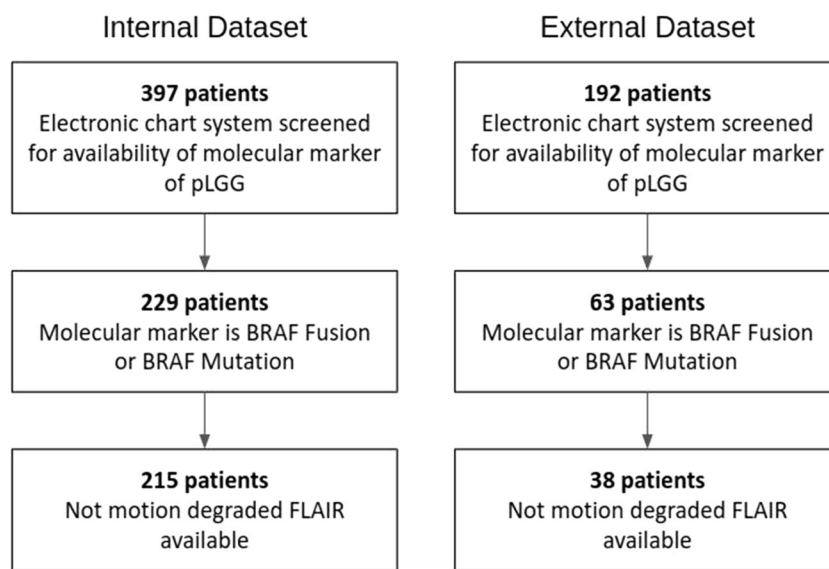 Internal Dataset
397 patients
Electronic chart system screened
for availability of molecular marker
of pLGG
229 patients
Molecular marker is BRAF Fusion
or BRAF Mutation
215 patients
Not motion degraded FLAIR
available
External Dataset
192 patients
Electronic chart system screened
for availability of molecular marker
of pLGG
63 patients
Molecular marker is BRAF Fusion
or BRAF Mutation
38 patients
Not motion degraded FLAIR
available